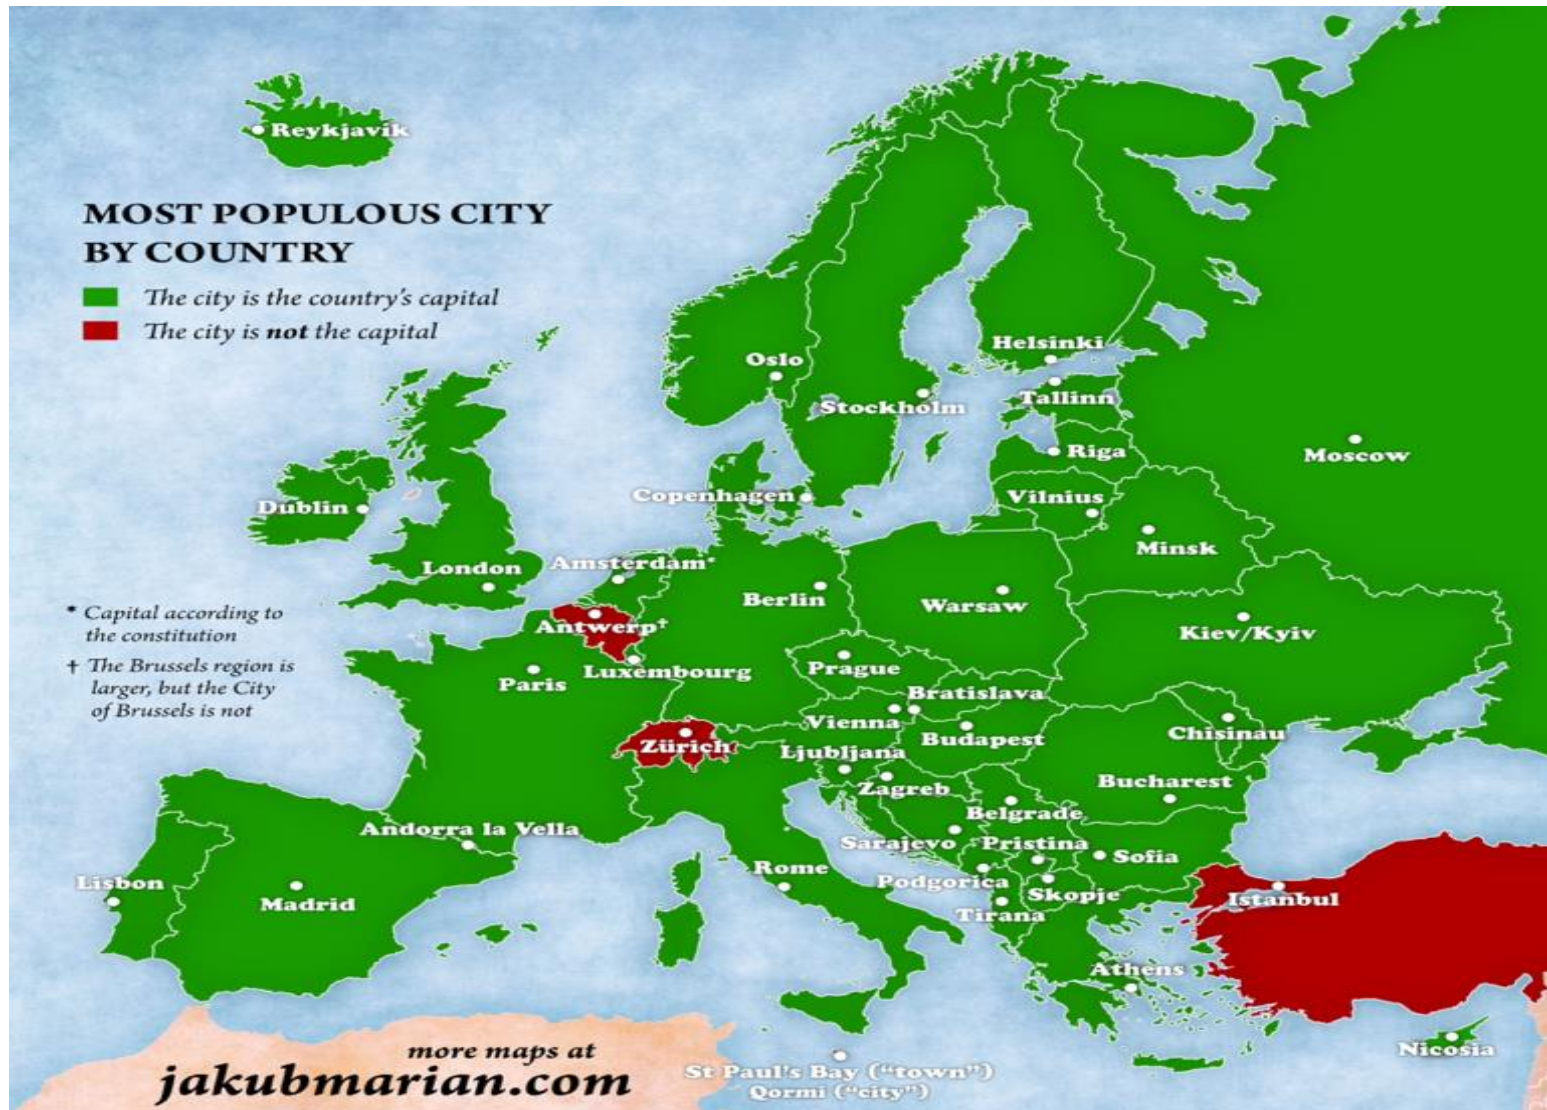 Reykjavík
MOST POPULOUS CITY
BY COUNTRY
The city is the country's capital
The city is not the capital
Helsinki
Oslo
Tallinn
Stockholm
Riga
Moscow
Copenhagen
Vilnius
Dublin
Minsk
London
Amsterdam*
Berlin
Warsaw
* Capital according to
the constitution
Antwerp†
Kiev/Kyiv
† The Brussels region is
larger, but the City
of Brussels is not
Luxembourg
Paris
Prague
Bratislava
Vienna
Zürich
Budapest
Chisinau
Ljubljana
Zagreb
Bucharest
Belgrade
Andorra la Vella
Sarajevo
Pristina
Sofia
Rome
Lisbon
Madrid
Podgorica
Skopje
Istanbul
Tirana
Athens
Nicosia
more maps at
jakubmarian.com
St Paul's Bay ("town")
Qormi ("city")